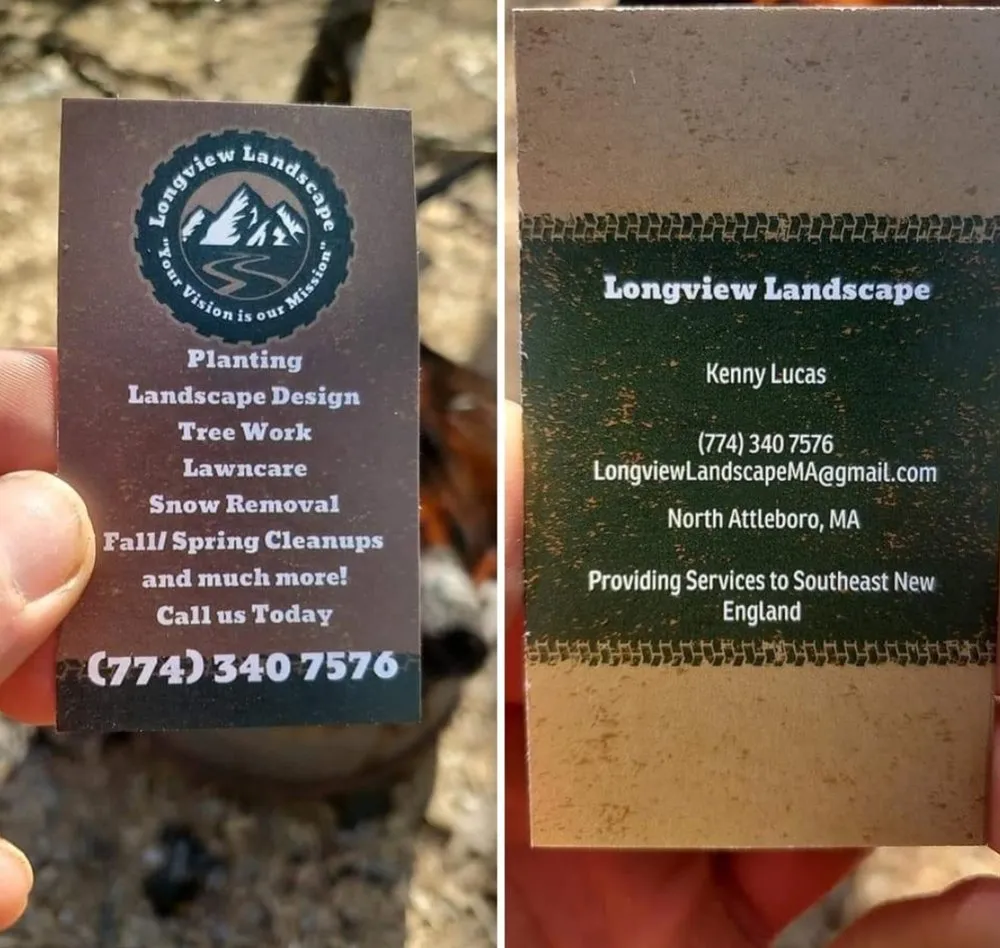 Longview Landscape
"Your Vision is our Mission"
Planting
Landscape Design
Tree Work
Lawncare
Snow Removal
Fall/ Spring Cleanups
and much more!
Call us Today
(774) 340 7576
Longview Landscape
Kenny Lucas
(774) 340 7576
LongviewLandscapeMA@gmail.com
North Attleboro, MA
Providing Services to Southeast New
England